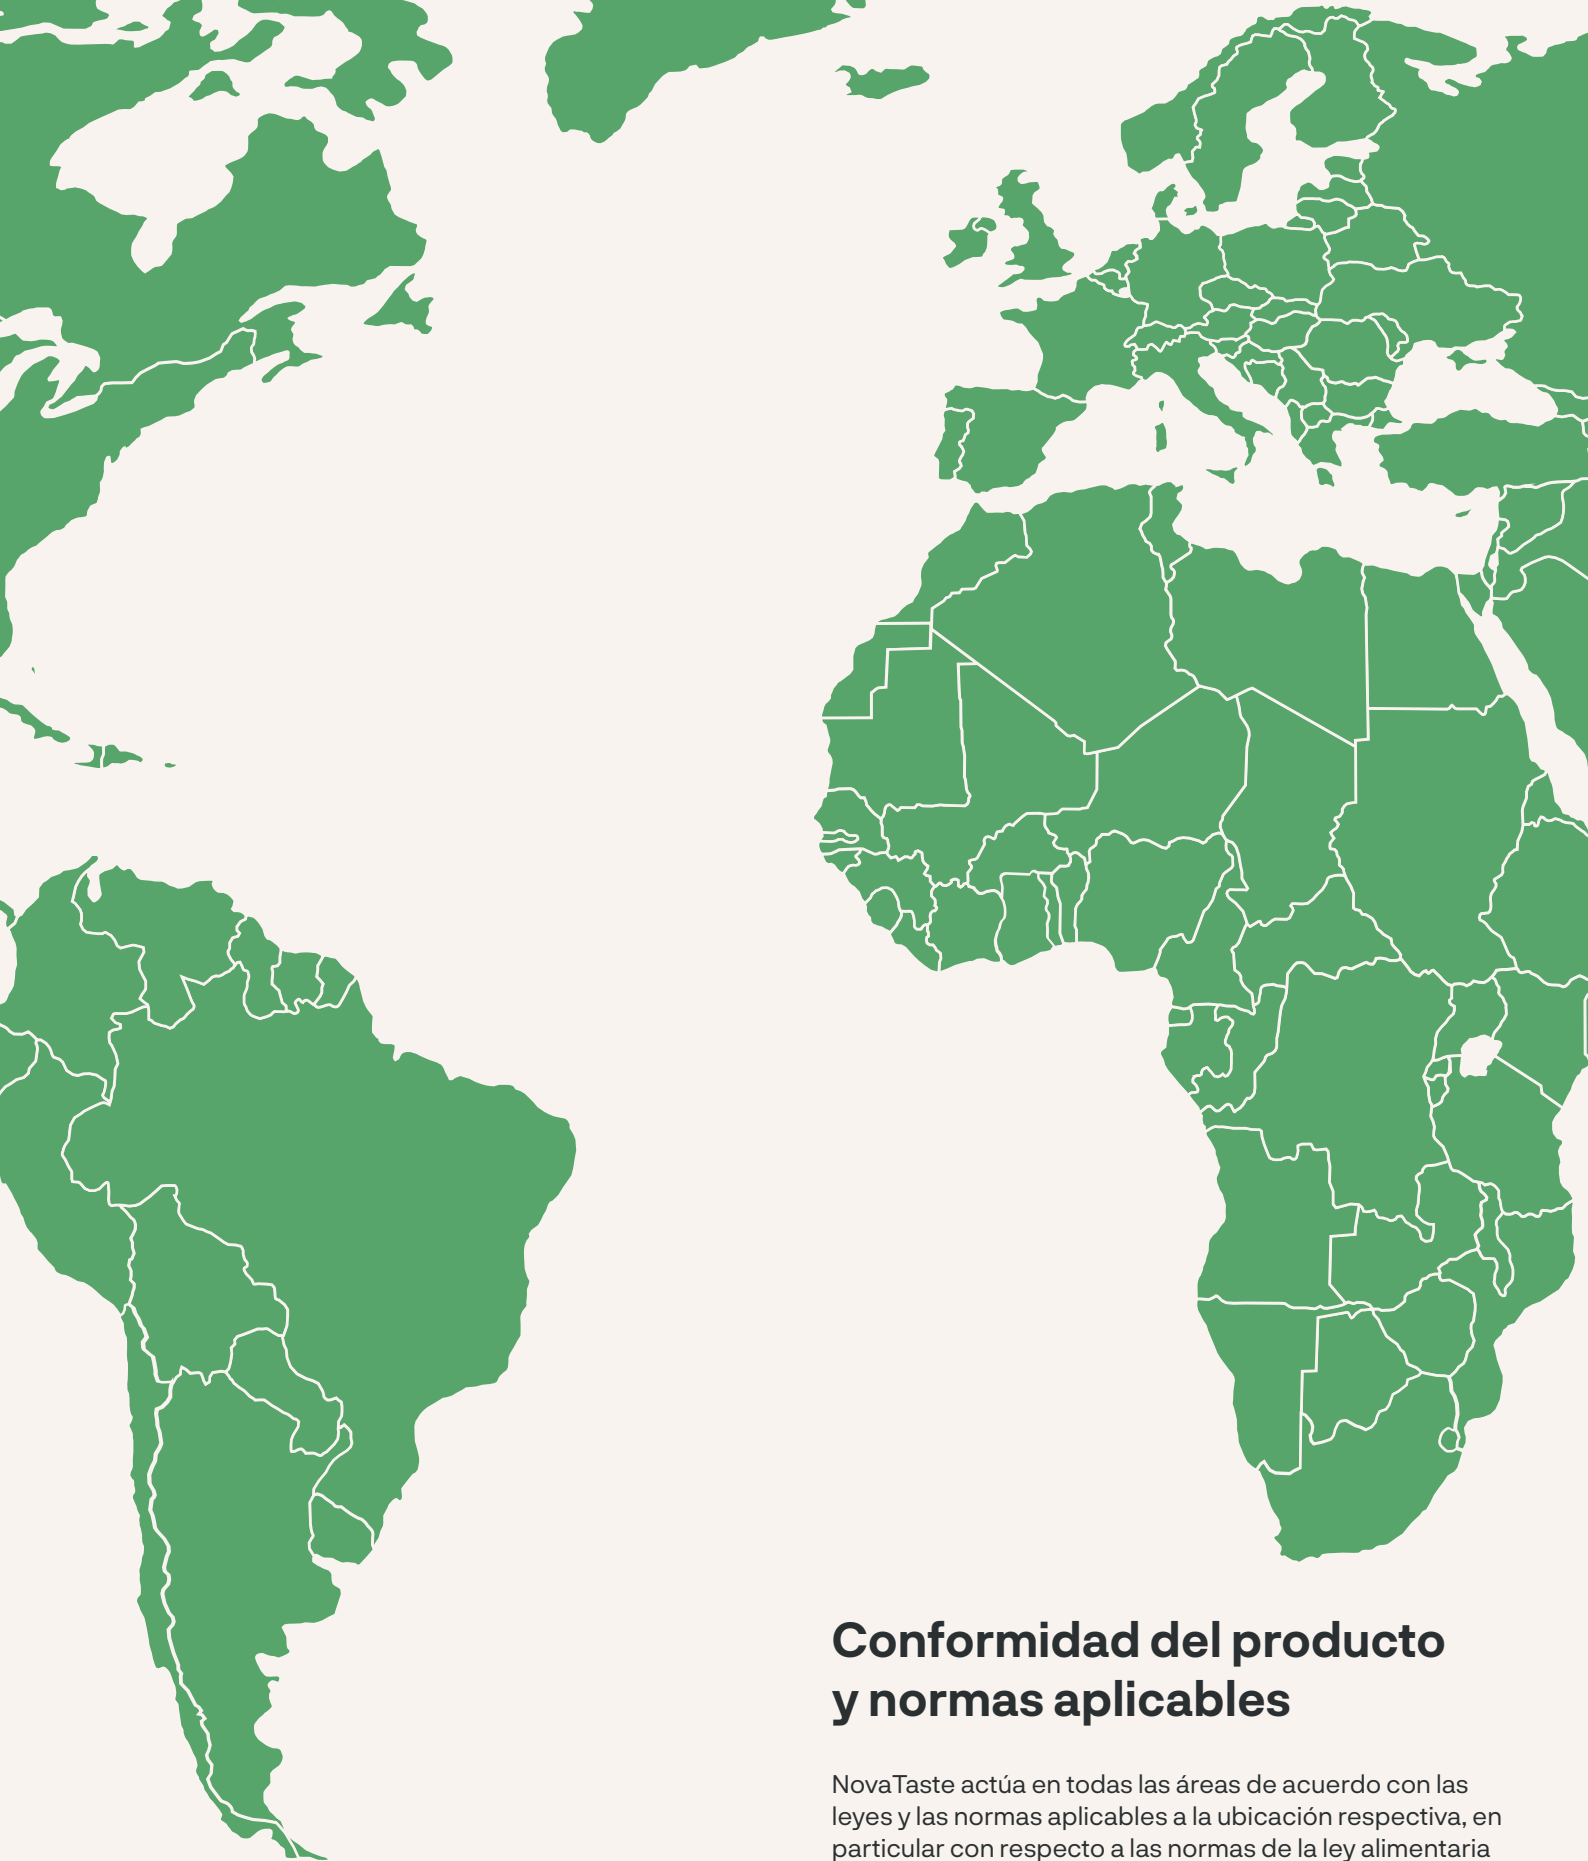 Conformidad del producto
y normas aplicables
NovaTaste actúa en todas las áreas de acuerdo con las
leyes y las normas aplicables a la ubicación respectiva, en
particular con respecto a las normas de la ley alimentaria